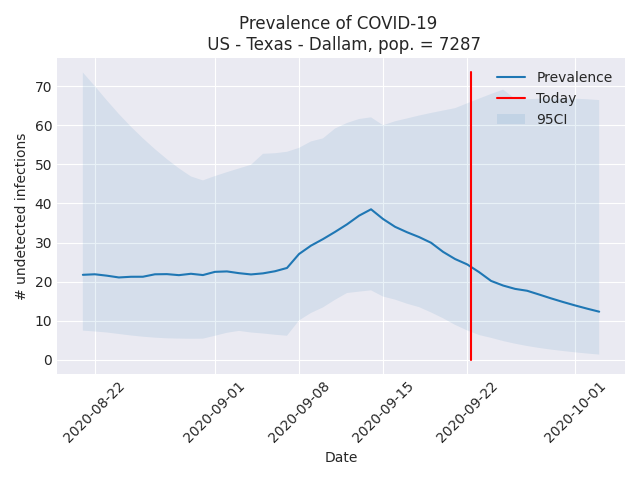 Prevalence of COVID-19
US - Texas - Dallam, pop. = 7287
Prevalence
Today
95CI
# undetected infections
70
60
50
40
30
20
10
0
2020-08-22
2020-09-01
2020-09-08
2020-09-15
2020-09-22
2020-10-01
Date